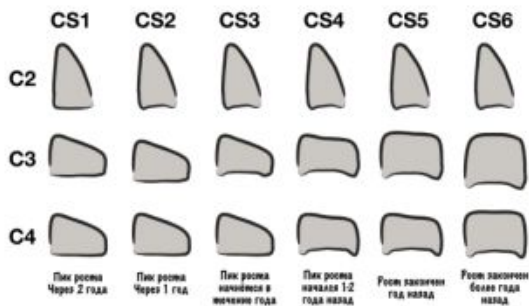 CS1 CS2 CS3 CS4 CS5 CS6
C2
C3
C4
Пик роста Через 2 года
Пик роста Через 1 год
Пик роста начнётся в течение года
Пик роста начался 1-2 года назад
Рост закончен год назад
Рост закончен более года назад